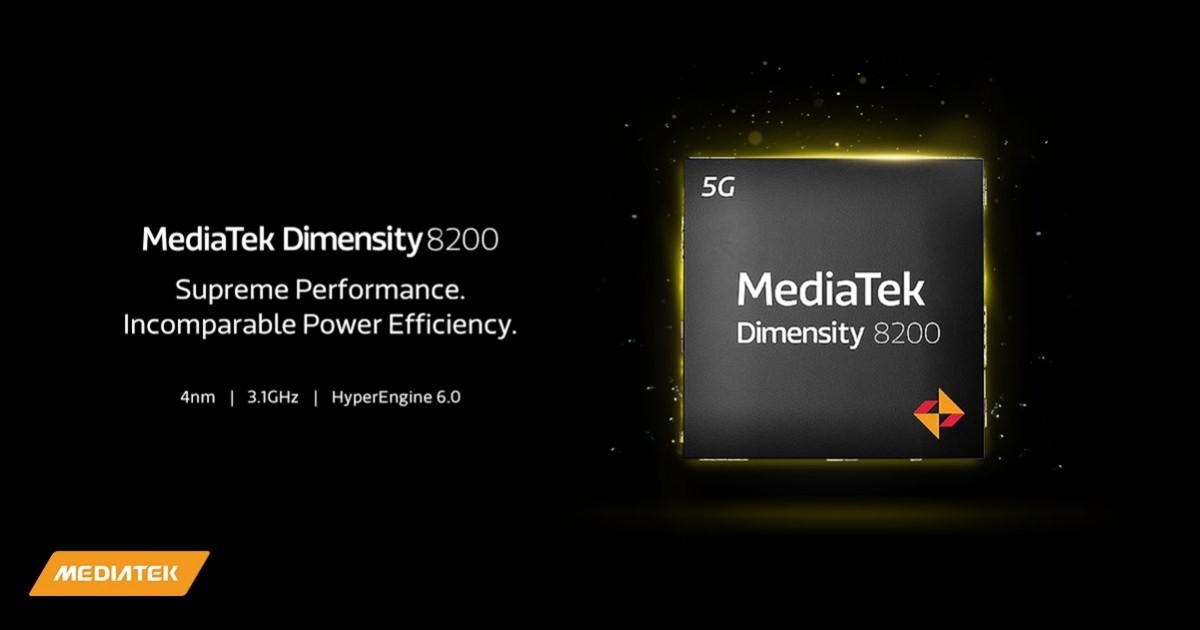 MediaTek Dimensity 8200
Supreme Performance.
Incomparable Power Efficiency.
4nm | 3.1GHz | HyperEngine 6.0
5G
MediaTek
Dimensity 8200
MEDIATEK